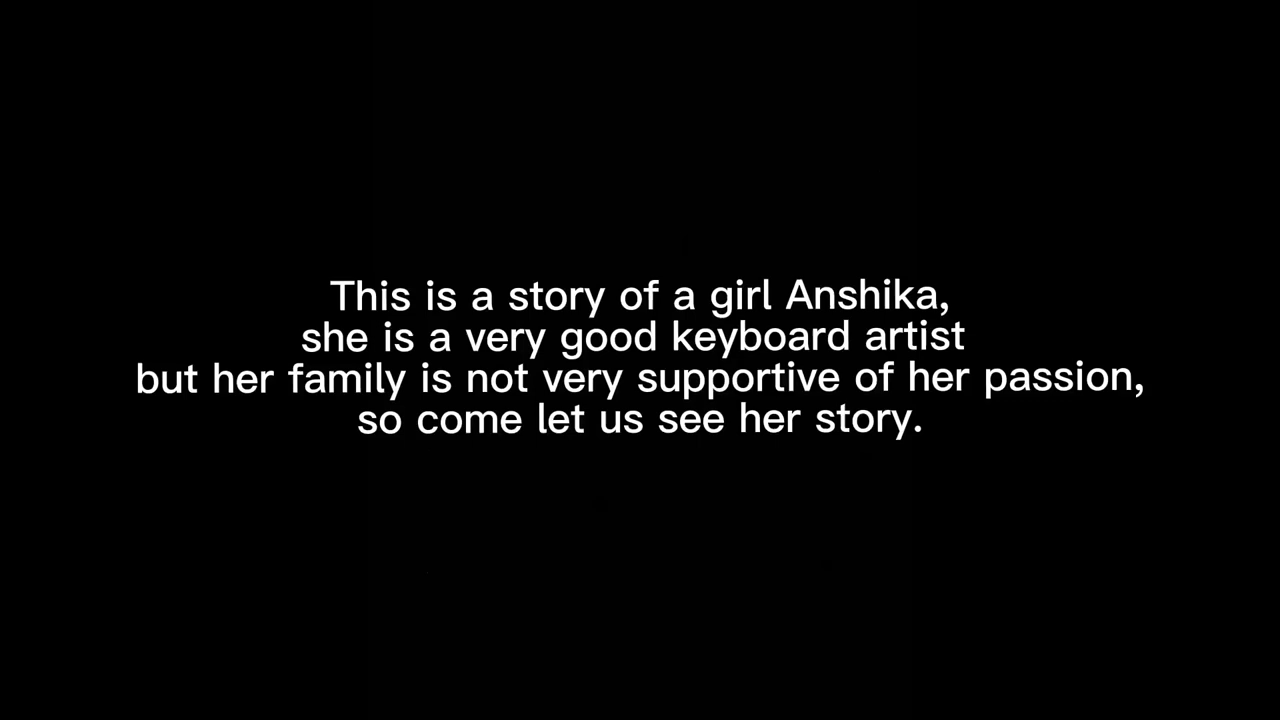 This is a story of a girl Anshika,
she is a very good keyboard artist
but her family is not very supportive of her passion,
so come let us see her story.